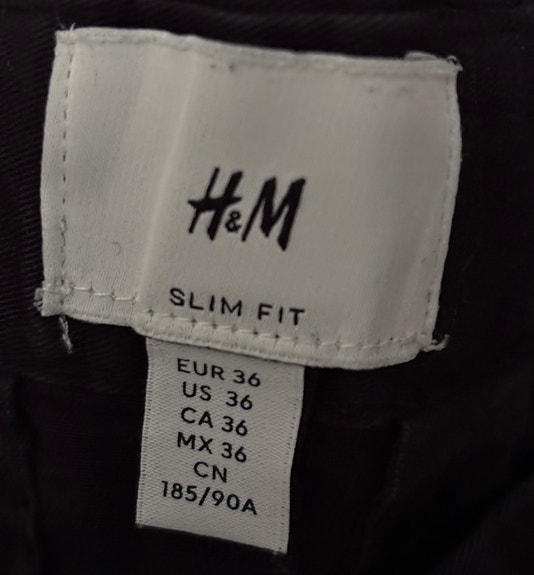 H&M
SLIM FIT
EUR 36
US 36
CA 36
MX 36
CN
185/90A